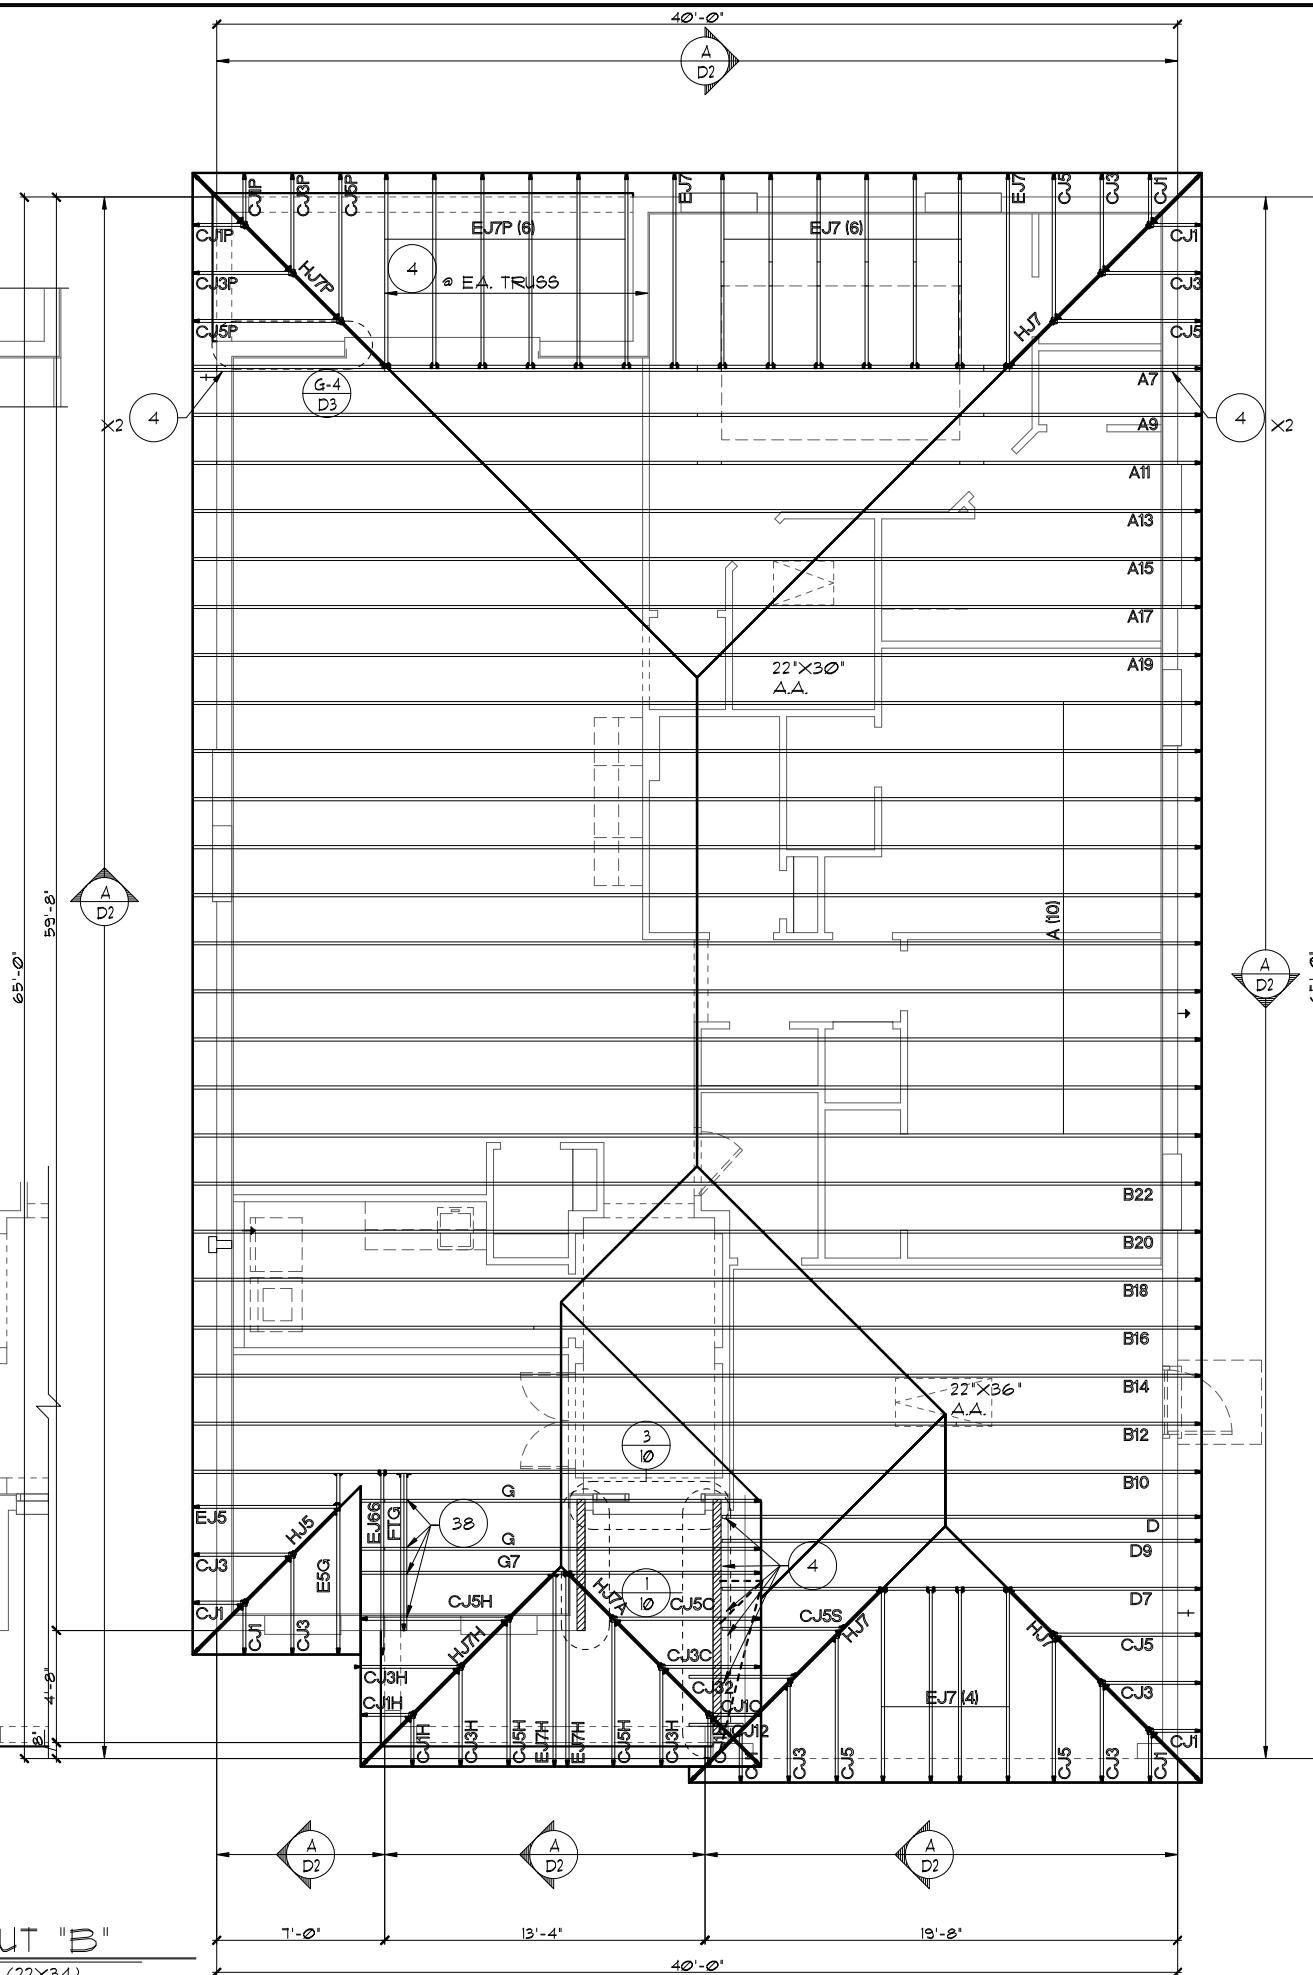 40'-0"
A
D2
CJ1P
CJ3P
CJ5P
EJ7
EJ7
CJ5
CJ3
CJ1
CJ1P
EJ7P (6)
EJ7 (6)
CJ1
CJ3P
HJ7P
4
@ EA. TRUSS
CJ3
CJ5P
HJ7
CJ5
A7
G-4
D3
X2
4
4
X2
A9
A11
A13
A15
A17
22"X30"
A.A.
A19
A
D2
59'-8"
65'-0"
A (10)
A
D2
B22
B20
B18
B16
22"X36"
A.A.
B14
3
10
B12
B10
EJ5
EJ66
FTG
G
38
D
HJ5
G
D9
CJ3
E5G
G7
4
CJ1
CJ5H
HJ7A
1
10
CJ5C
D7
CJ1
CJ3
CJ5S
HJ7
HJ7
CJ5
HJ7H
CJ3H
CJ3C
CJ32
CJ3
4'-8"
8"
CJ1H
EJ7 (4)
CJ1C
CJ12
CJ1
CJ1H
CJ3H
CJ5H
EJ7H
EJ7H
CJ5H
CJ3H
CJ3
CJ5
CJ5
CJ3
CJ1
A
D2
A
D2
A
D2
7'-0"
13'-4"
19'-8"
40'-0"
UT "B"
(22X34)